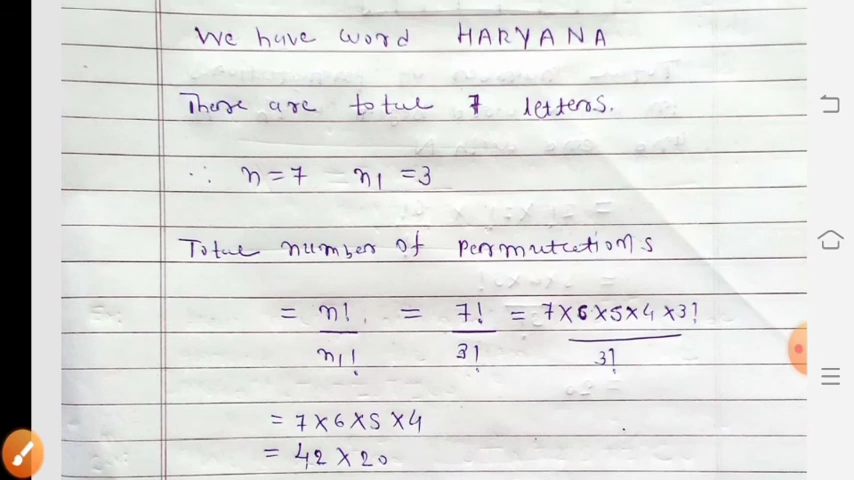 We have word HARYANA
There are total 7 letters.
∴ n = 7 n1 = 3
Total number of permutations
= n!/n1! = 7!/3! = 7×6×5×4×3!/3!
= 7×6×5×4
= 42×20